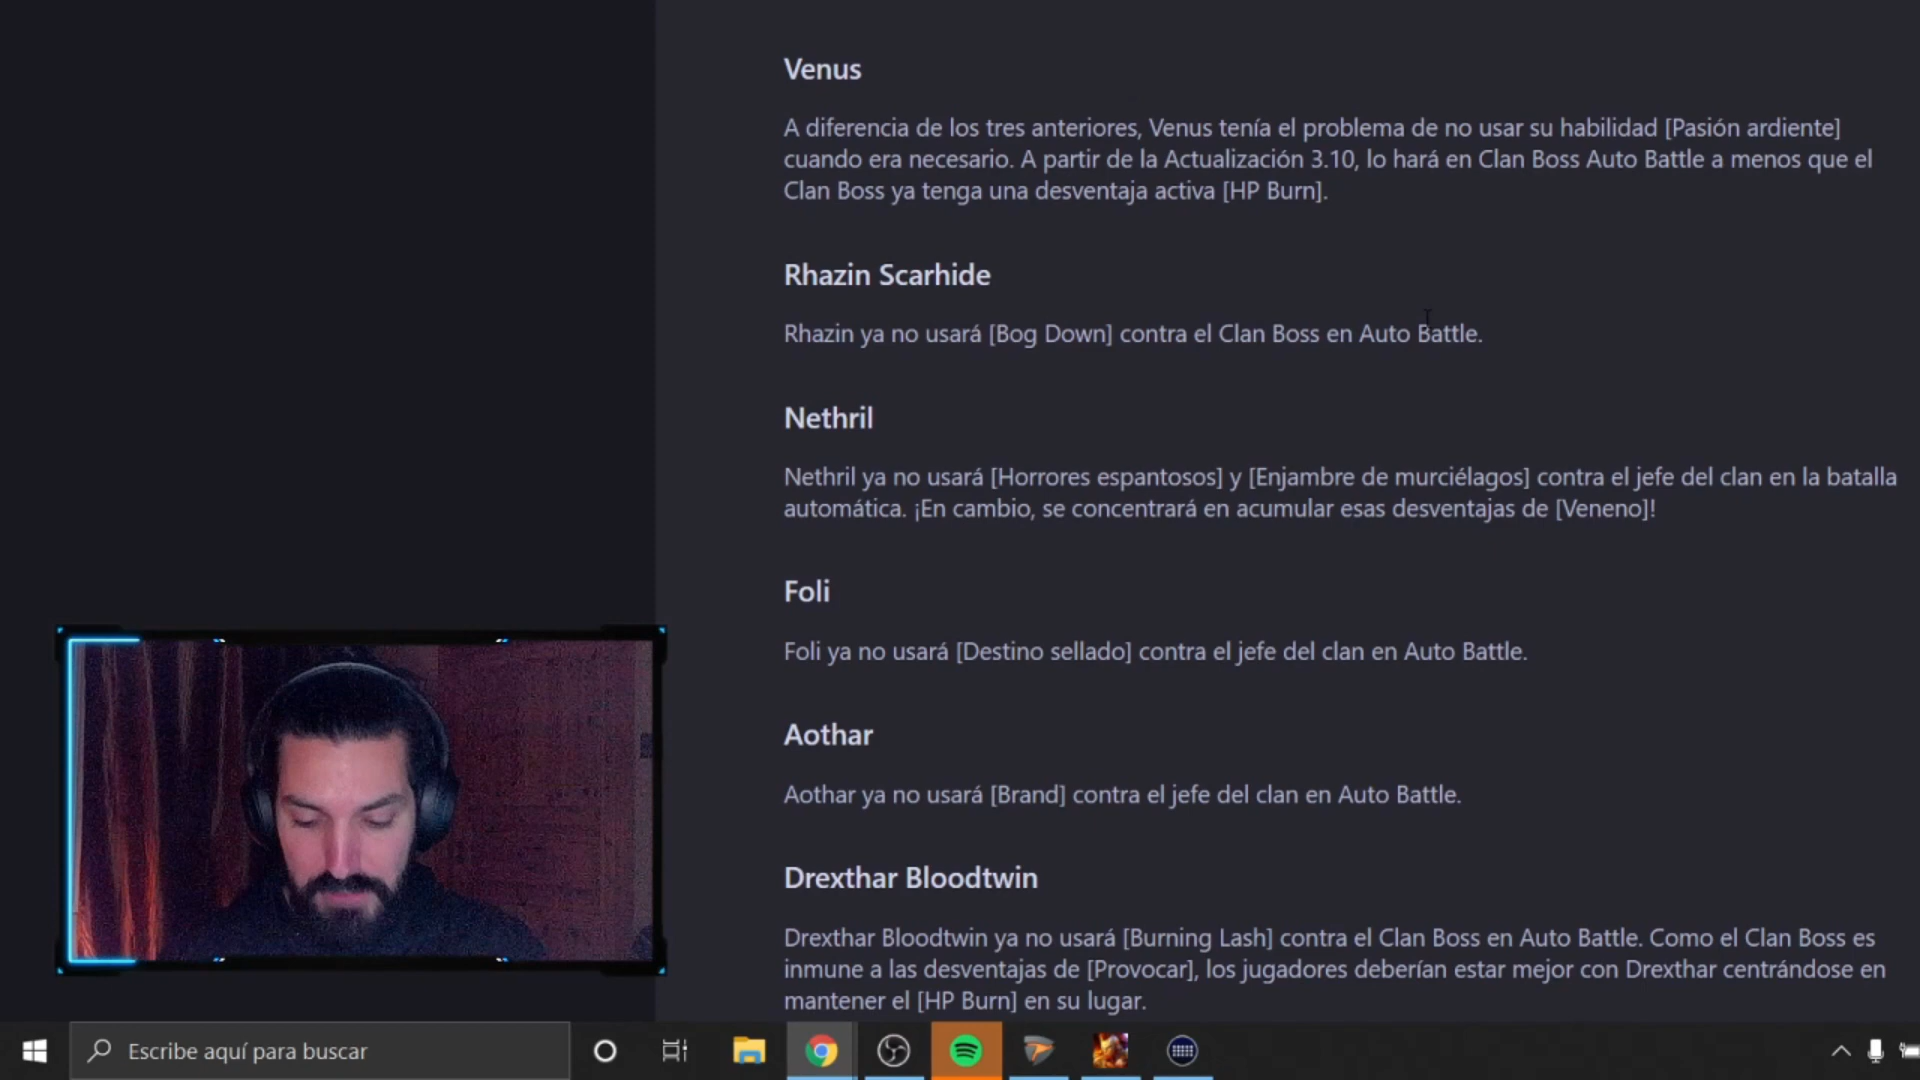 Venus
A diferencia de los tres anteriores, Venus tenía el problema de no usar su habilidad [Pasión ardiente]
cuando era necesario. A partir de la Actualización 3.10, lo hará en Clan Boss Auto Battle a menos que el
Clan Boss ya tenga una desventaja activa [HP Burn].
Rhazin Scarhide
Rhazin ya no usará [Bog Down] contra el Clan Boss en Auto Battle.
Nethril
Nethril ya no usará [Horrores espantosos] y [Enjambre de murciélagos] contra el jefe del clan en la batalla
automática. ¡En cambio, se concentrará en acumular esas desventajas de [Veneno]!
Foli
Foli ya no usará [Destino sellado] contra el jefe del clan en Auto Battle.
Aothar
Aothar ya no usará [Brand] contra el jefe del clan en Auto Battle.
Drexthar Bloodtwin
Drexthar Bloodtwin ya no usará [Burning Lash] contra el Clan Boss en Auto Battle. Como el Clan Boss es
inmune a las desventajas de [Provocar], los jugadores deberían estar mejor con Drexthar centrándose en
mantener el [HP Burn] en su lugar.
Escribe aquí para buscar